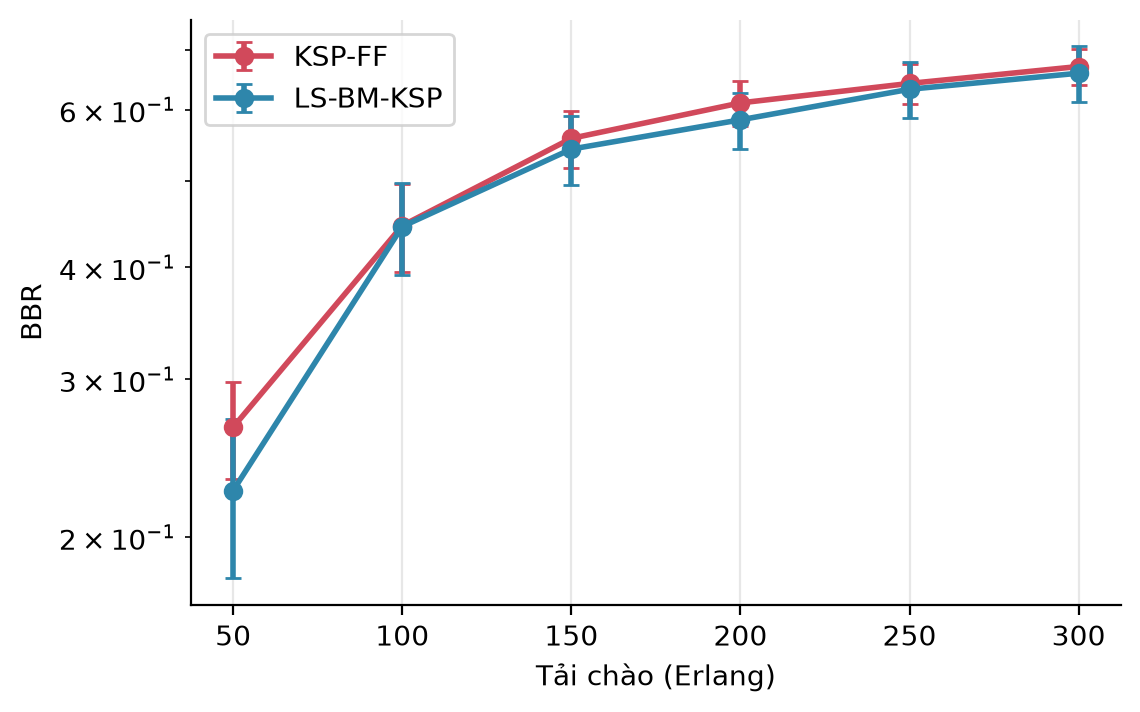 KSP-FF
LS-BM-KSP
6 × 10⁻¹
4 × 10⁻¹
3 × 10⁻¹
2 × 10⁻¹
BBR
50 100 150 200 250 300
Tải chào (Erlang)